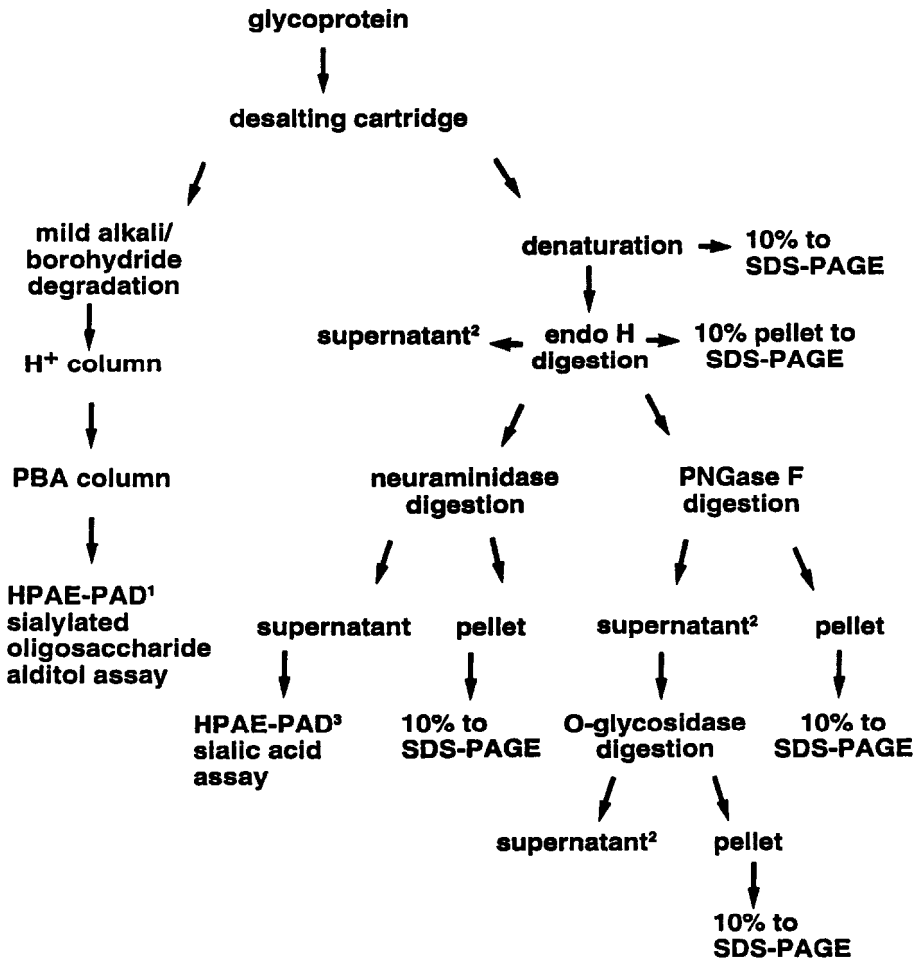 glycoprotein
desalting cartridge
mild alkali/
borohydride
degradation
denaturation
10% to
SDS-PAGE
H+ column
supernatant²
endo H
digestion
10% pellet to
SDS-PAGE
PBA column
neuraminidase
digestion
PNGase F
digestion
HPAE-PAD¹
sialylated
oligosaccharide
alditol assay
supernatant
pellet
supernatant²
pellet
HPAE-PAD³
sialic acid
assay
10% to
SDS-PAGE
O-glycosidase
digestion
10% to
SDS-PAGE
supernatant²
pellet
10% to
SDS-PAGE